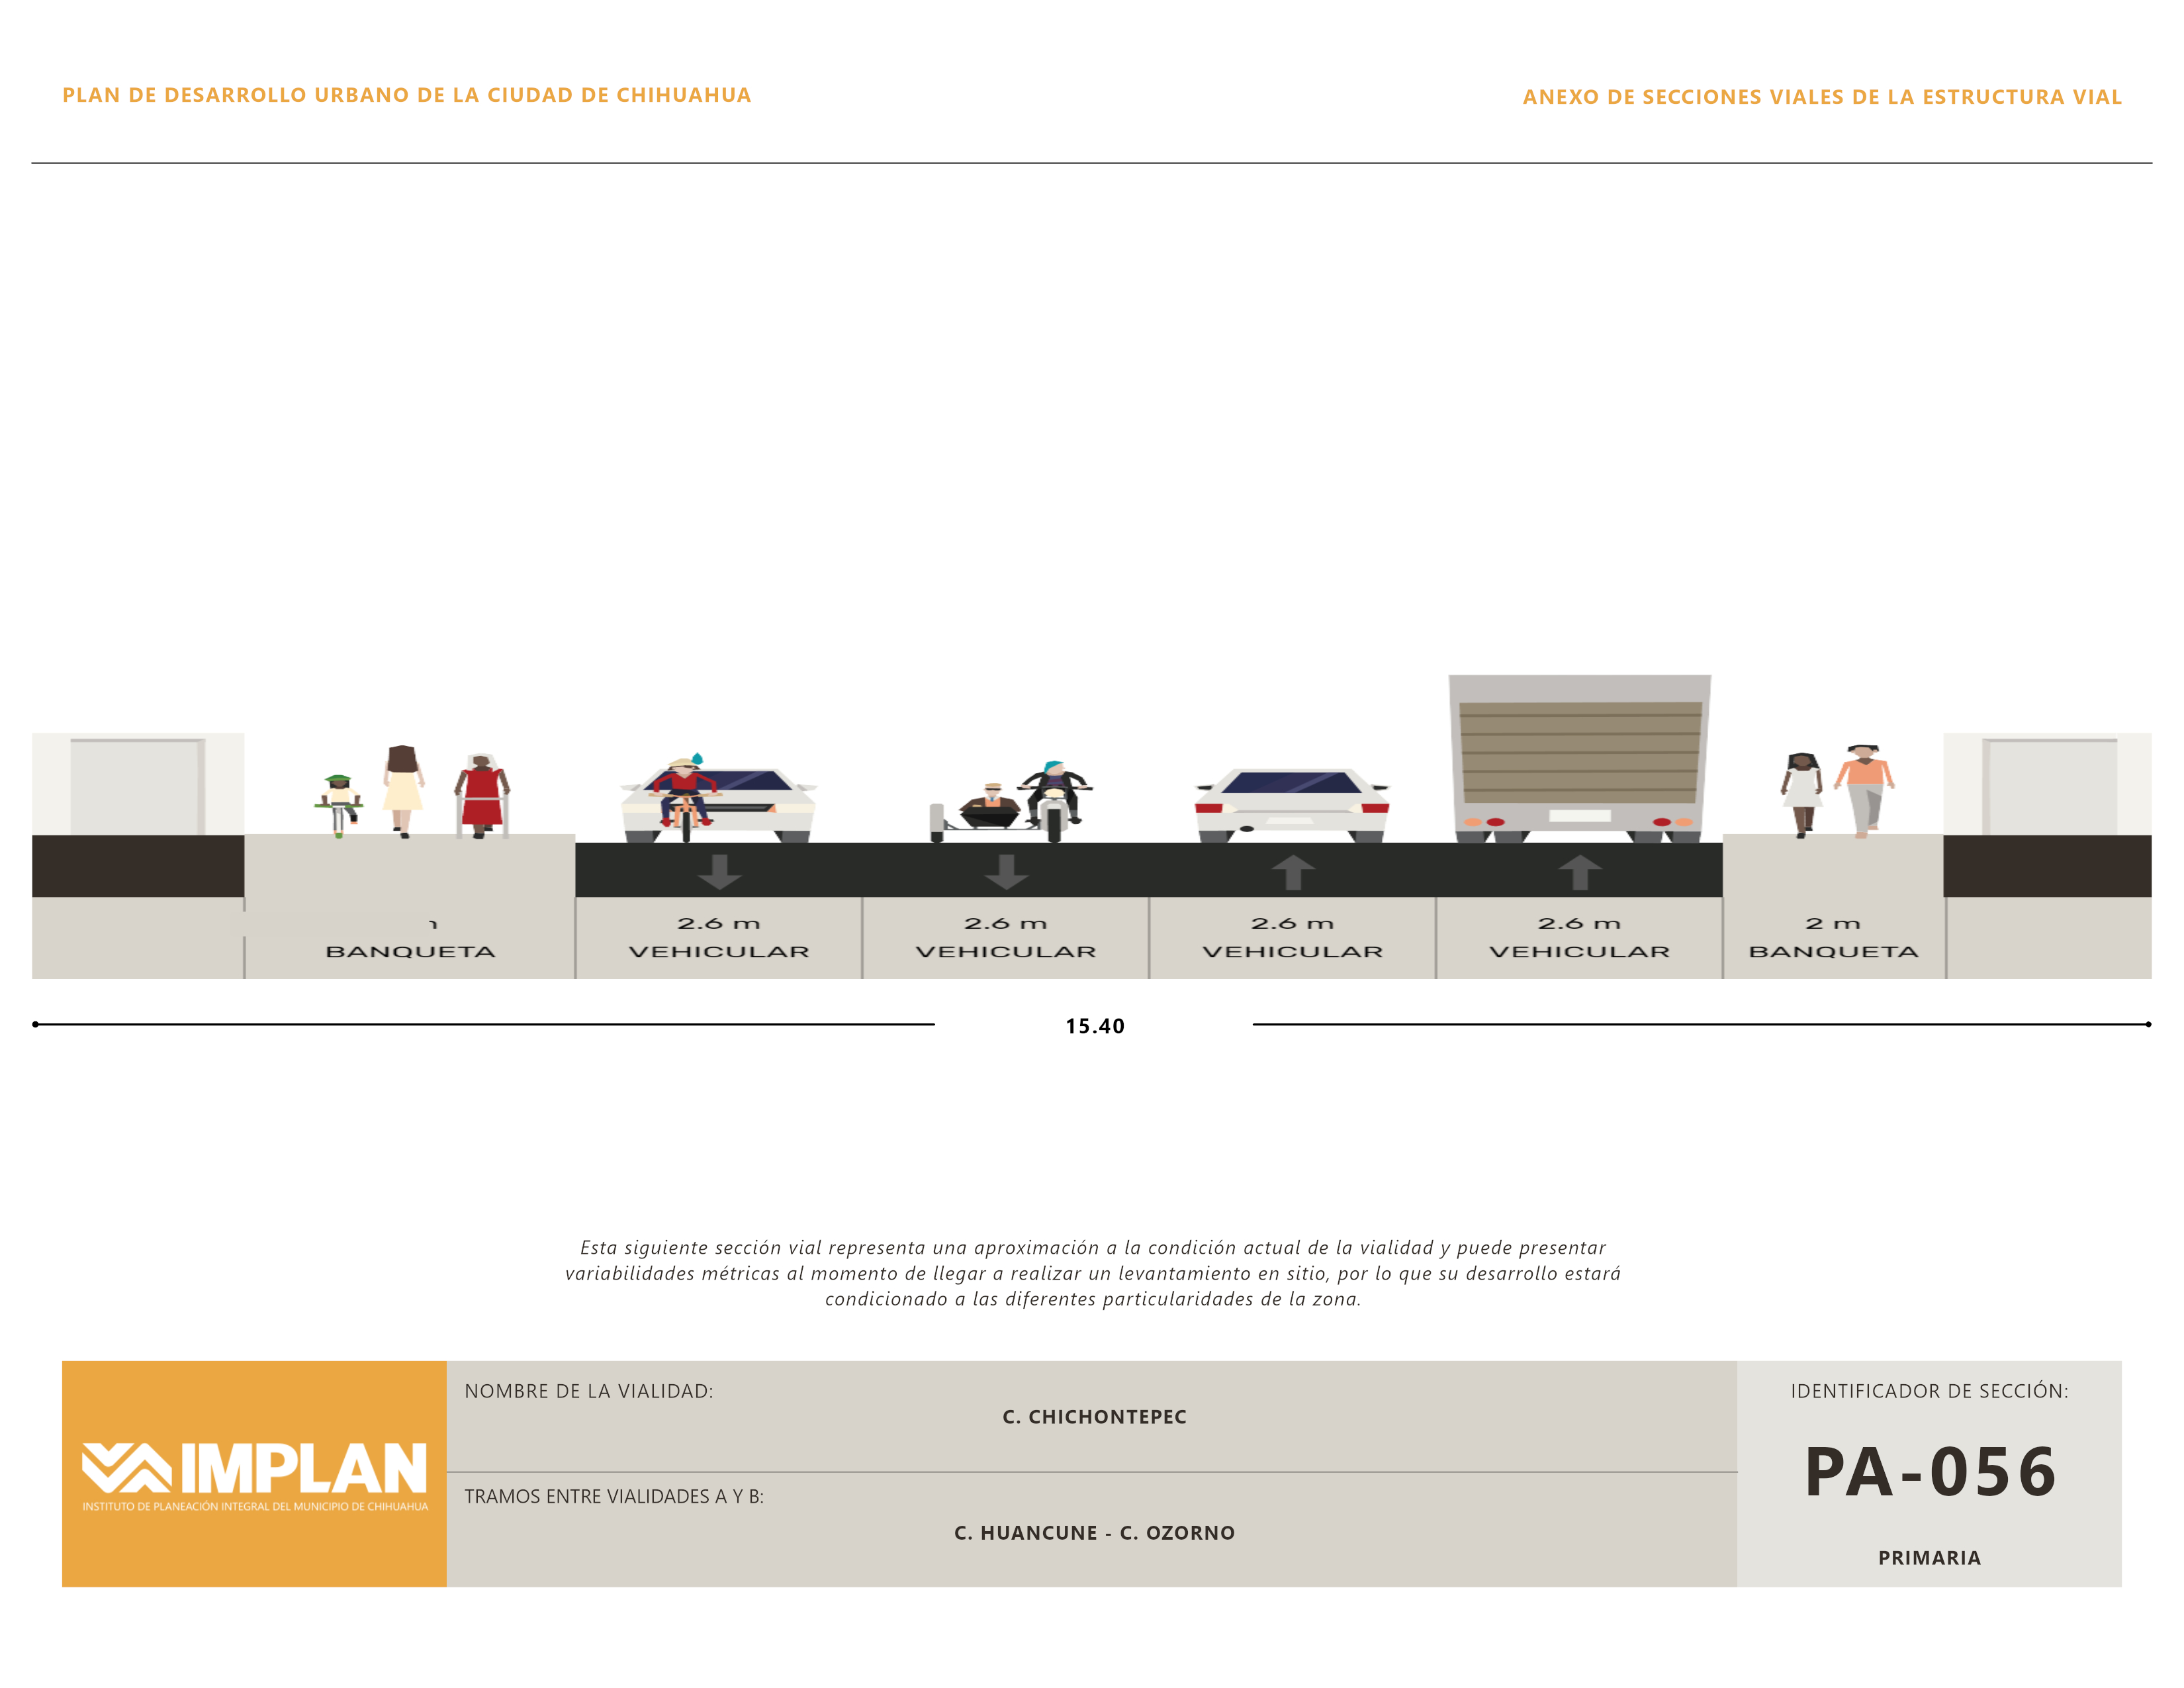 PLAN DE DESARROLLO URBANO DE LA CIUDAD DE CHIHUAHUA
ANEXO DE SECCIONES VIALES DE LA ESTRUCTURA VIAL
BANQUETA
2.6 m
VEHICULAR
2.6 m
VEHICULAR
2.6 m
VEHICULAR
2.6 m
VEHICULAR
2 m
BANQUETA
15.40
Esta siguiente sección vial representa una aproximación a la condición actual de la vialidad y puede presentar
variabilidades métricas al momento de llegar a realizar un levantamiento en sitio, por lo que su desarrollo estará
condicionado a las diferentes particularidades de la zona.
IMPLAN
INSTITUTO DE PLANEACIÓN INTEGRAL DEL MUNICIPIO DE CHIHUAHUA
NOMBRE DE LA VIALIDAD:
C. CHICHONTEPEC
TRAMOS ENTRE VIALIDADES A Y B:
C. HUANCUNE - C. OZORNO
IDENTIFICADOR DE SECCIÓN:
PA-056
PRIMARIA